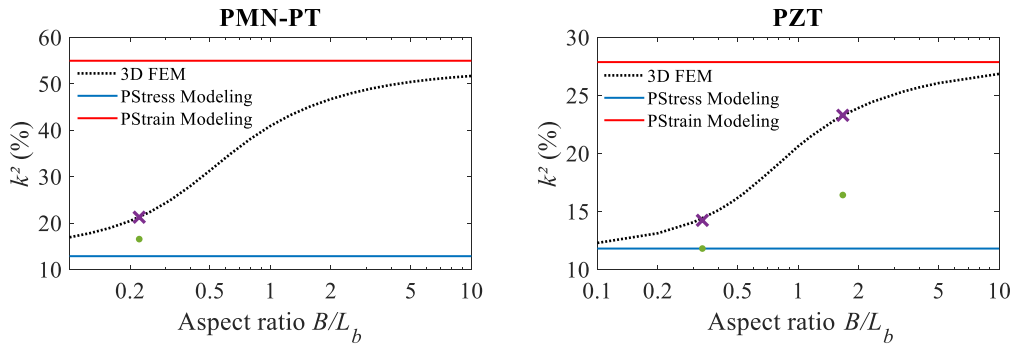 PMN-PT
60
50
40
30
20
10
k² (%)
3D FEM
PStress Modeling
PStrain Modeling
0.2 0.5 1 2 5 10
Aspect ratio B/L_b
PZT
30
25
20
15
10
k² (%)
3D FEM
PStress Modeling
PStrain Modeling
0.1 0.2 0.5 1 2 5 10
Aspect ratio B/L_b